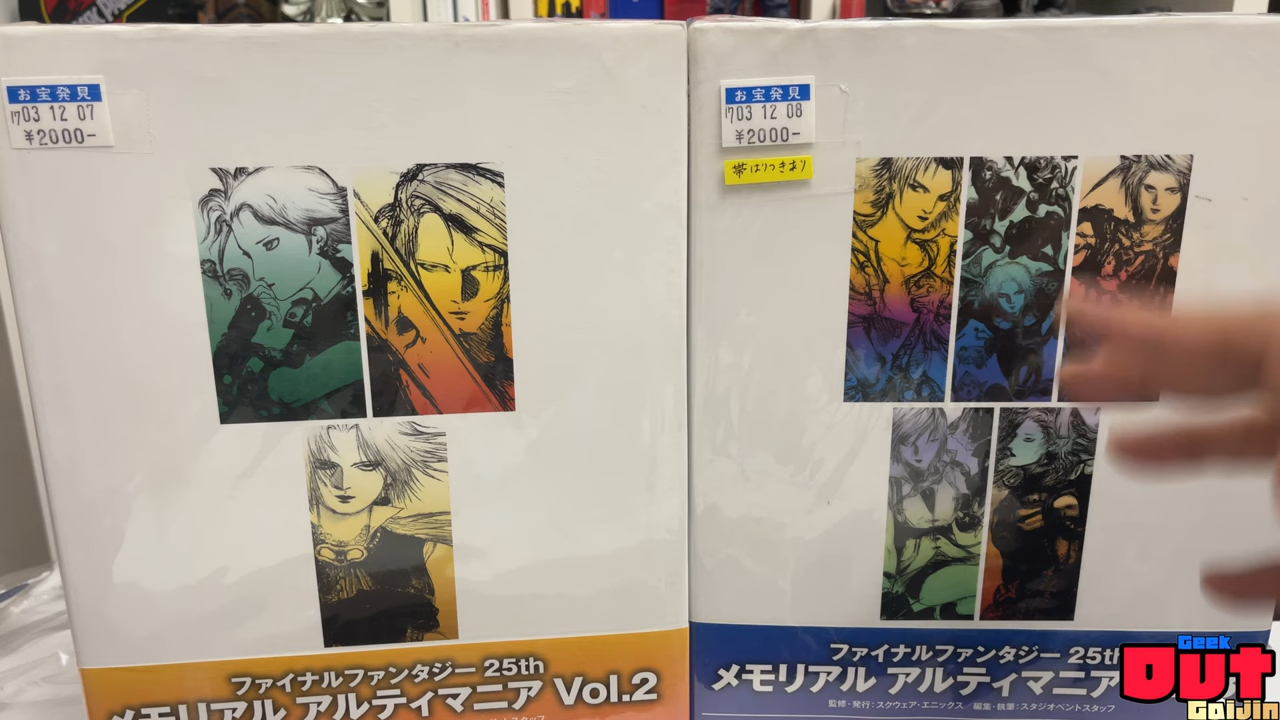 お宝発見
17 03 12 07
¥2000-
ファイナルファンタジー 25th
メモリアル アルティマニア Vol.2
お宝発見
17 03 12 08
¥2000-
帯はりつきあり
ファイナルファンタジー 25th
メモリアル アルティマニア
監修・発行:スクウェア・エニックス 編集・執筆:スタジオベントスタッフ
Geek
Out
Gaijin